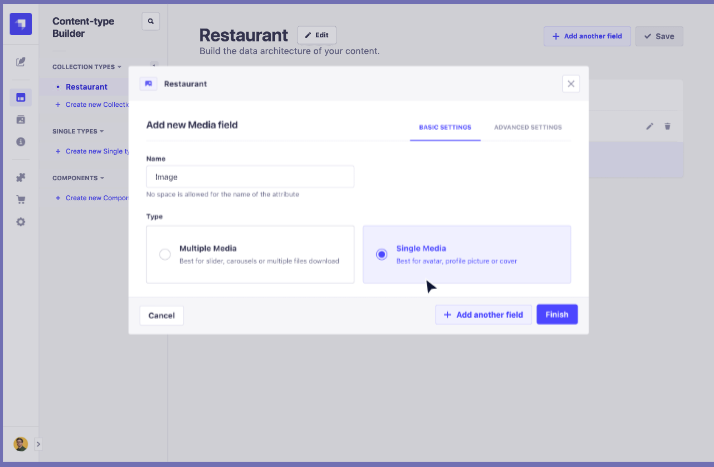 Content-type
Builder
Restaurant
Edit
Build the data architecture of your content.
Add another field
Save
COLLECTION TYPES
Restaurant
+ Create new Collectio
SINGLE TYPES
+ Create new Single ty
COMPONENTS
+ Create new Compon
Restaurant
Add new Media field
BASIC SETTINGS
ADVANCED SETTINGS
Name
Image
No space is allowed for the name of the attribute
Type
Multiple Media
Best for slider, carousels or multiple files download
Single Media
Best for avatar, profile picture or cover
Cancel
+ Add another field
Finish